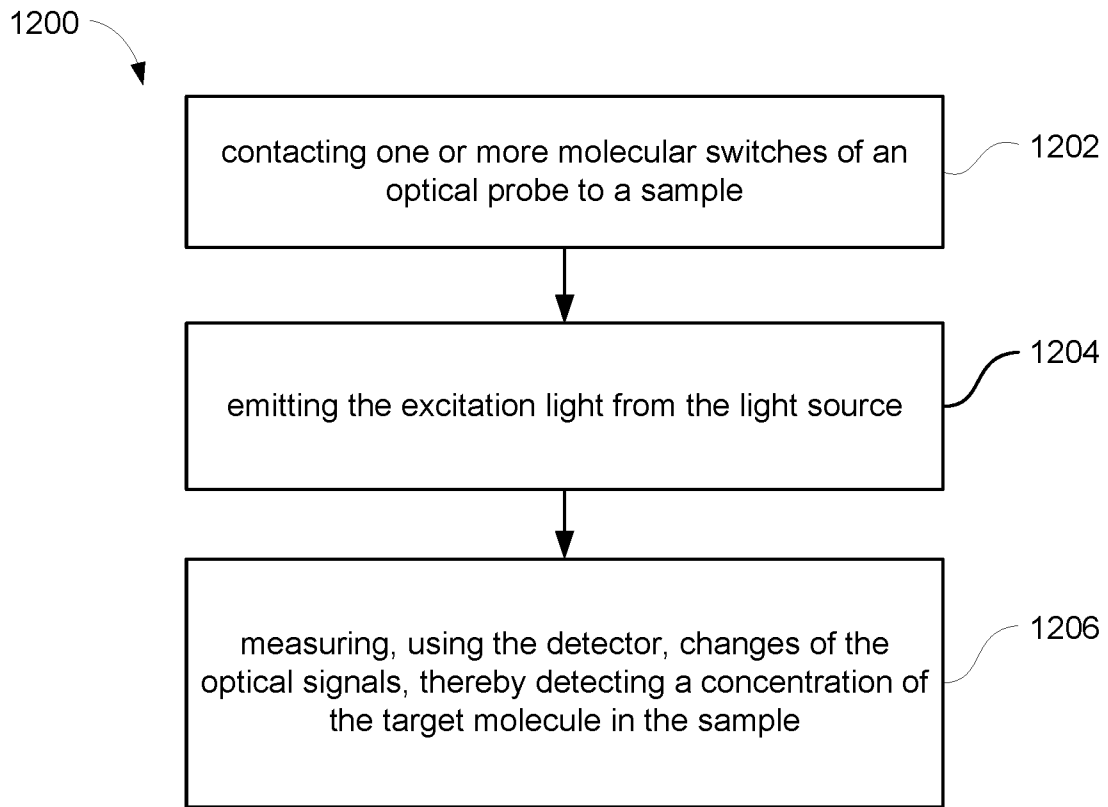 1200
contacting one or more molecular switches of an
optical probe to a sample
1202
emitting the excitation light from the light source
1204
measuring, using the detector, changes of the
optical signals, thereby detecting a concentration of
the target molecule in the sample
1206